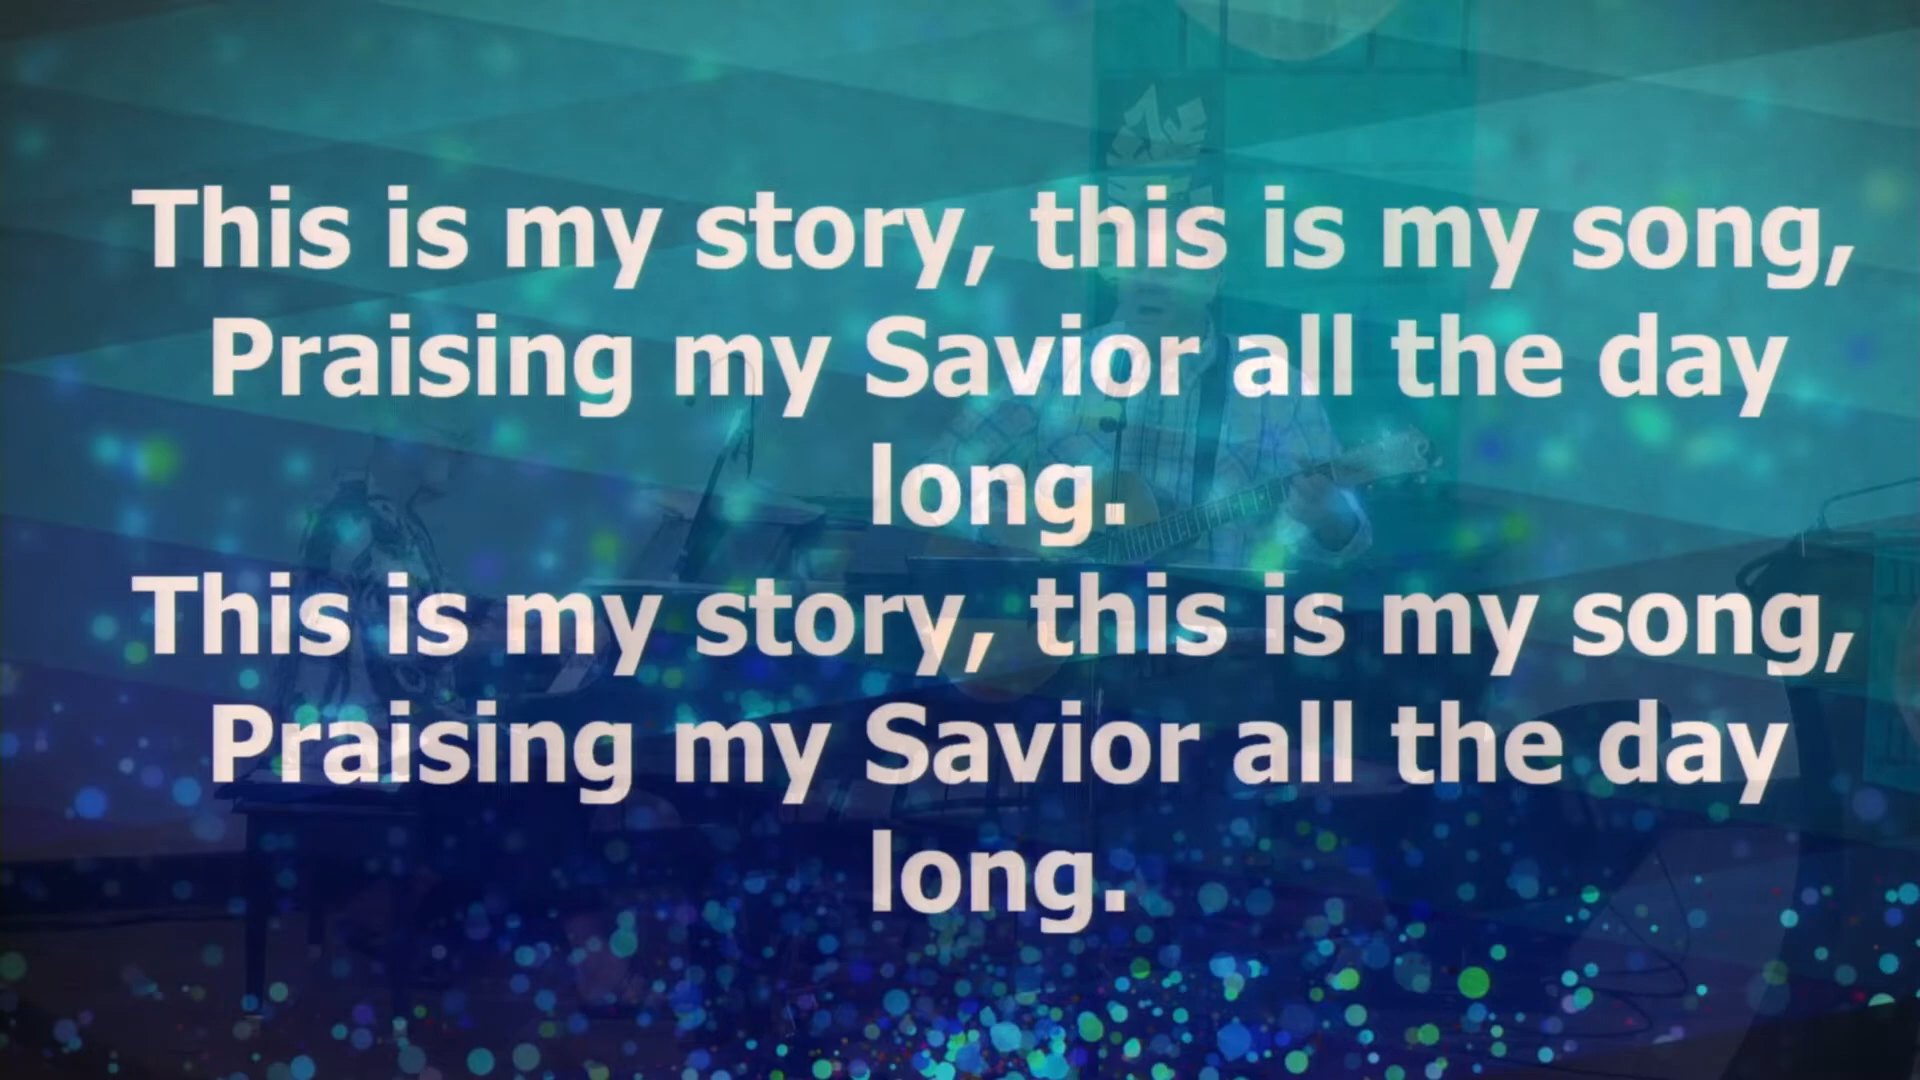 This is my story, this is my song,
Praising my Savior all the day
long.
This is my story, this is my song,
Praising my Savior all the day
long.